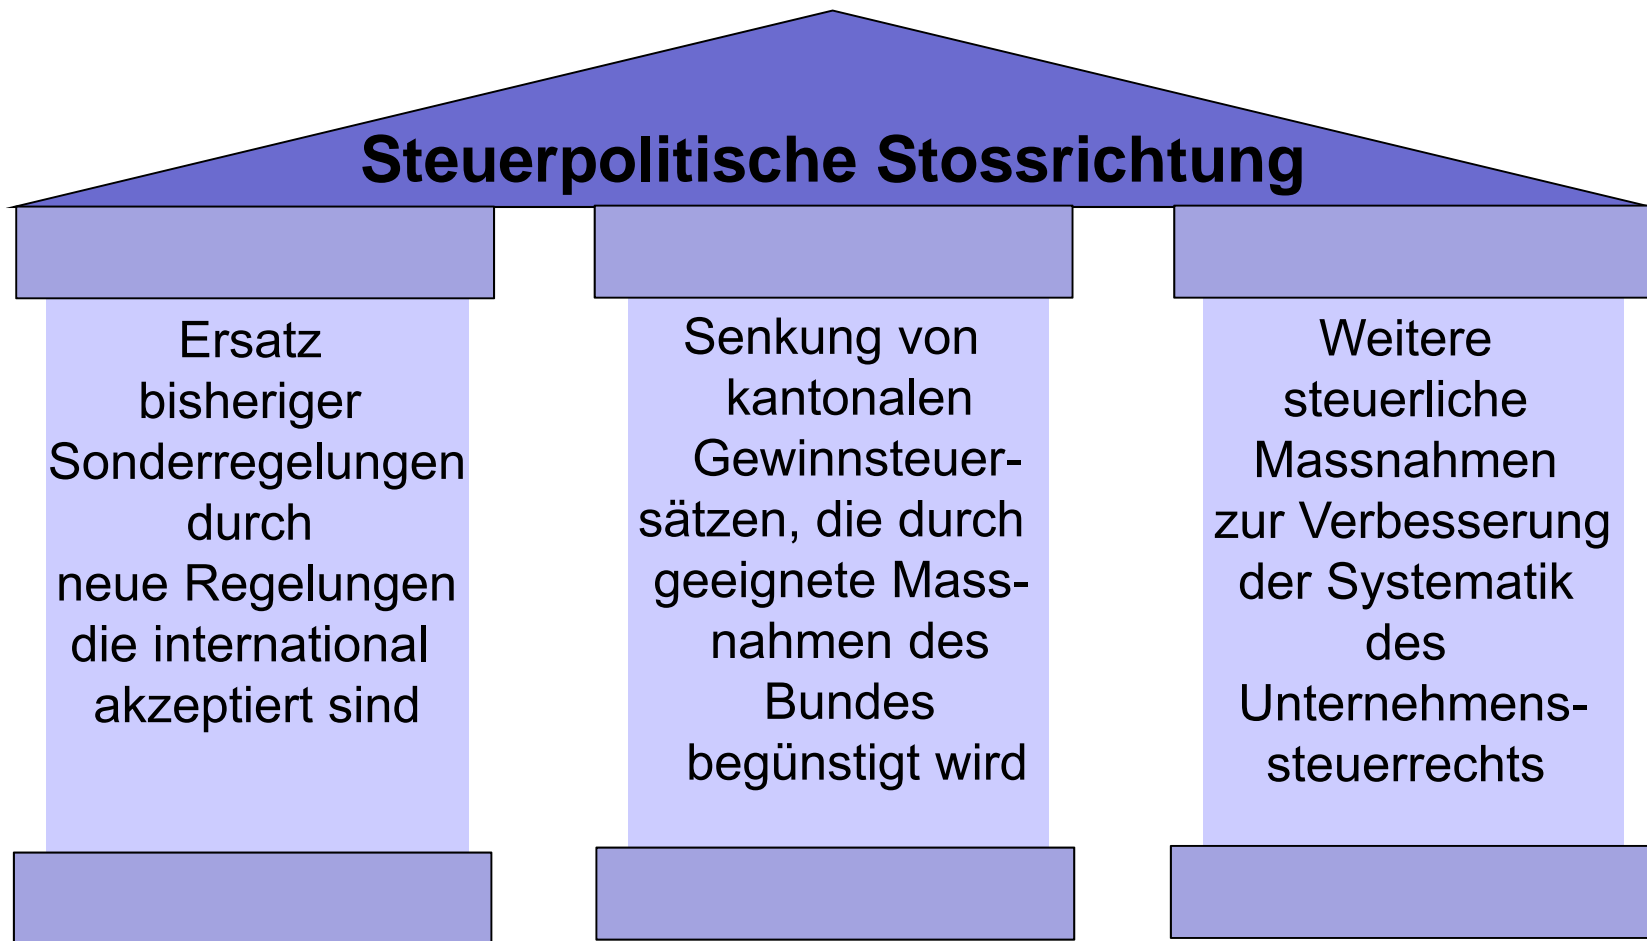 Steuerpolitische Stossrichtung
Ersatz
bisheriger
Sonderregelungen
durch
neue Regelungen
die international
akzeptiert sind
Senkung von
kantonalen
Gewinnsteuer-
sätzen, die durch
geeignete Mass-
nahmen des
Bundes
begünstigt wird
Weitere
steuerliche
Massnahmen
zur Verbesserung
der Systematik
des
Unternehmens-
steuerrechts